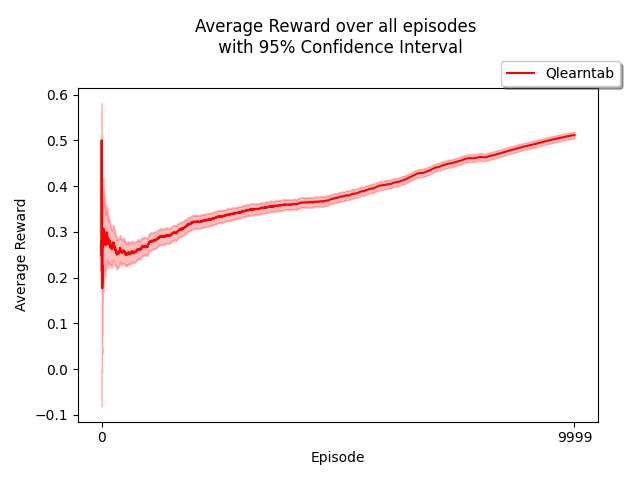 Average Reward over all episodes
with 95% Confidence Interval
Qlearntab
0.6
0.5
0.4
0.3
0.2
0.1
0.0
−0.1
Average Reward
0
9999
Episode